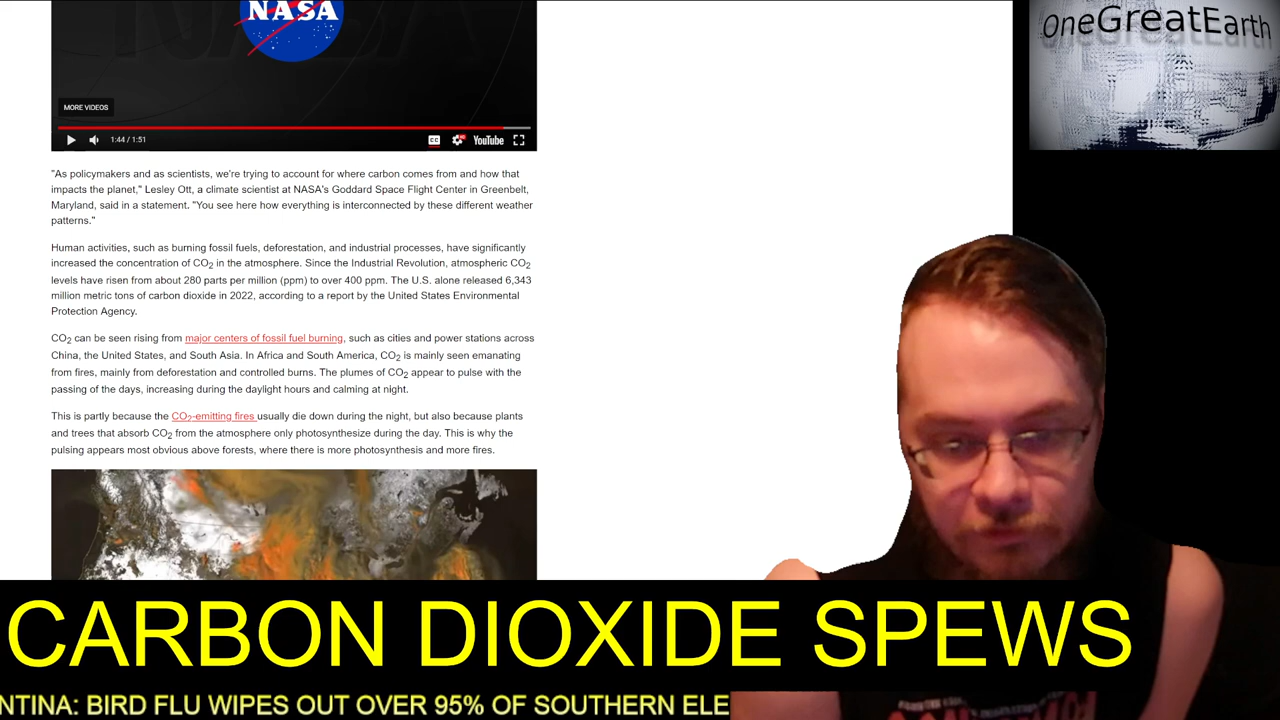 NASA
OneGreatEarth
MORE VIDEOS
1:44 / 1:51
CC
YouTube
"As policymakers and as scientists, we're trying to account for where carbon comes from and how that
impacts the planet," Lesley Ott, a climate scientist at NASA's Goddard Space Flight Center in Greenbelt,
Maryland, said in a statement. "You see here how everything is interconnected by these different weather
patterns."
Human activities, such as burning fossil fuels, deforestation, and industrial processes, have significantly
increased the concentration of CO2 in the atmosphere. Since the Industrial Revolution, atmospheric CO2
levels have risen from about 280 parts per million (ppm) to over 400 ppm. The U.S. alone released 6,343
million metric tons of carbon dioxide in 2022, according to a report by the United States Environmental
Protection Agency.
CO2 can be seen rising from major centers of fossil fuel burning, such as cities and power stations across
China, the United States, and South Asia. In Africa and South America, CO2 is mainly seen emanating
from fires, mainly from deforestation and controlled burns. The plumes of CO2 appear to pulse with the
passing of the days, increasing during the daylight hours and calming at night.
This is partly because the CO2-emitting fires usually die down during the night, but also because plants
and trees that absorb CO2 from the atmosphere only photosynthesize during the day. This is why the
pulsing appears most obvious above forests, where there is more photosynthesis and more fires.
CARBON DIOXIDE SPEWS
NTINA: BIRD FLU WIPES OUT OVER 95% OF SOUTHERN ELE